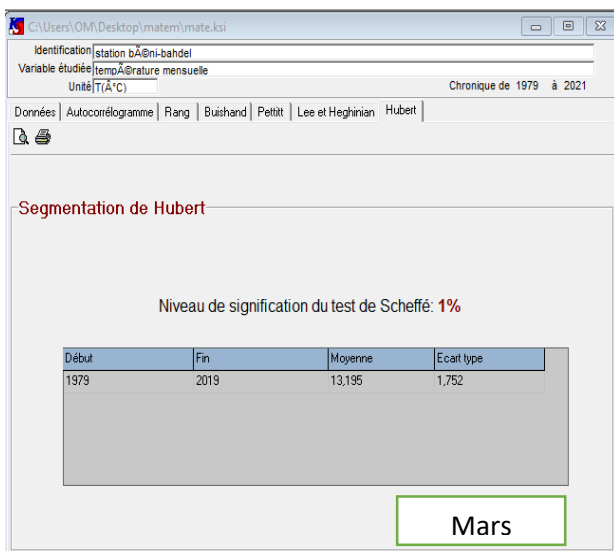 C:\Users\OM\Desktop\matem\mate.ksi
Identification station bÃ©ni-bahdel
Variable étudiée tempÃ©rature mensuelle
Unité T(Â°C) Chronique de 1979 à 2021
Données Autocorrélogramme Rang Buishand Pettitt Lee et Heghinian Hubert
Segmentation de Hubert
Niveau de signification du test de Scheffé: 1%
Début Fin Moyenne Ecart type
1979 2019 13,195 1,752
Mars